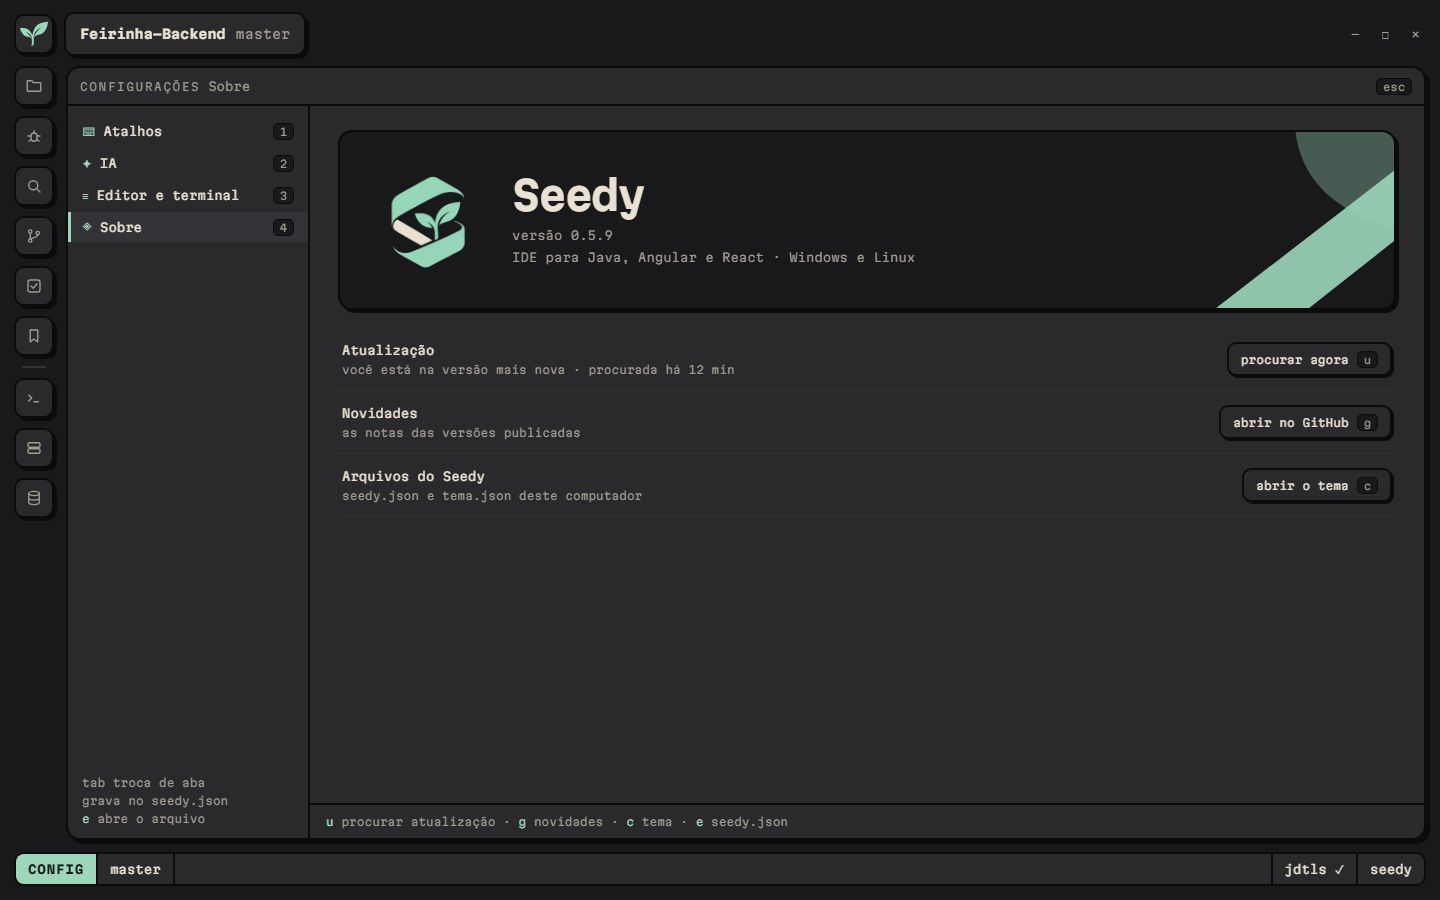 Feirinha-Backend master
CONFIGURAÇÕES Sobre
esc
Atalhos 1
IA 2
Editor e terminal 3
Sobre 4
tab troca de aba
grava no seedy.json
e abre o arquivo
Seedy
versão 0.5.9
IDE para Java, Angular e React · Windows e Linux
Atualização
você está na versão mais nova · procurada há 12 min
procurar agora u
Novidades
as notas das versões publicadas
abrir no GitHub g
Arquivos do Seedy
seedy.json e tema.json deste computador
abrir o tema c
u procurar atualização · g novidades · c tema · e seedy.json
CONFIG master
jdtls ✓ seedy